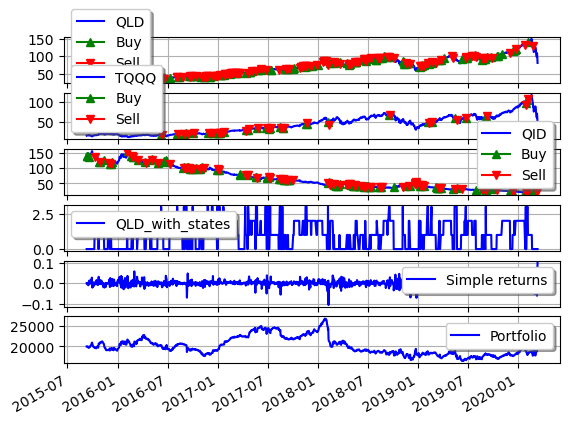 QLD
Buy
Sell
150
100
50
TQQQ
Buy
Sell
100
50
QID
Buy
Sell
150
100
50
QLD_with_states
2.5
0.0
Simple returns
0.1
0.0
−0.1
Portfolio
25000
20000
2015-07
2016-01
2016-07
2017-01
2017-07
2018-01
2018-07
2019-01
2019-07
2020-01